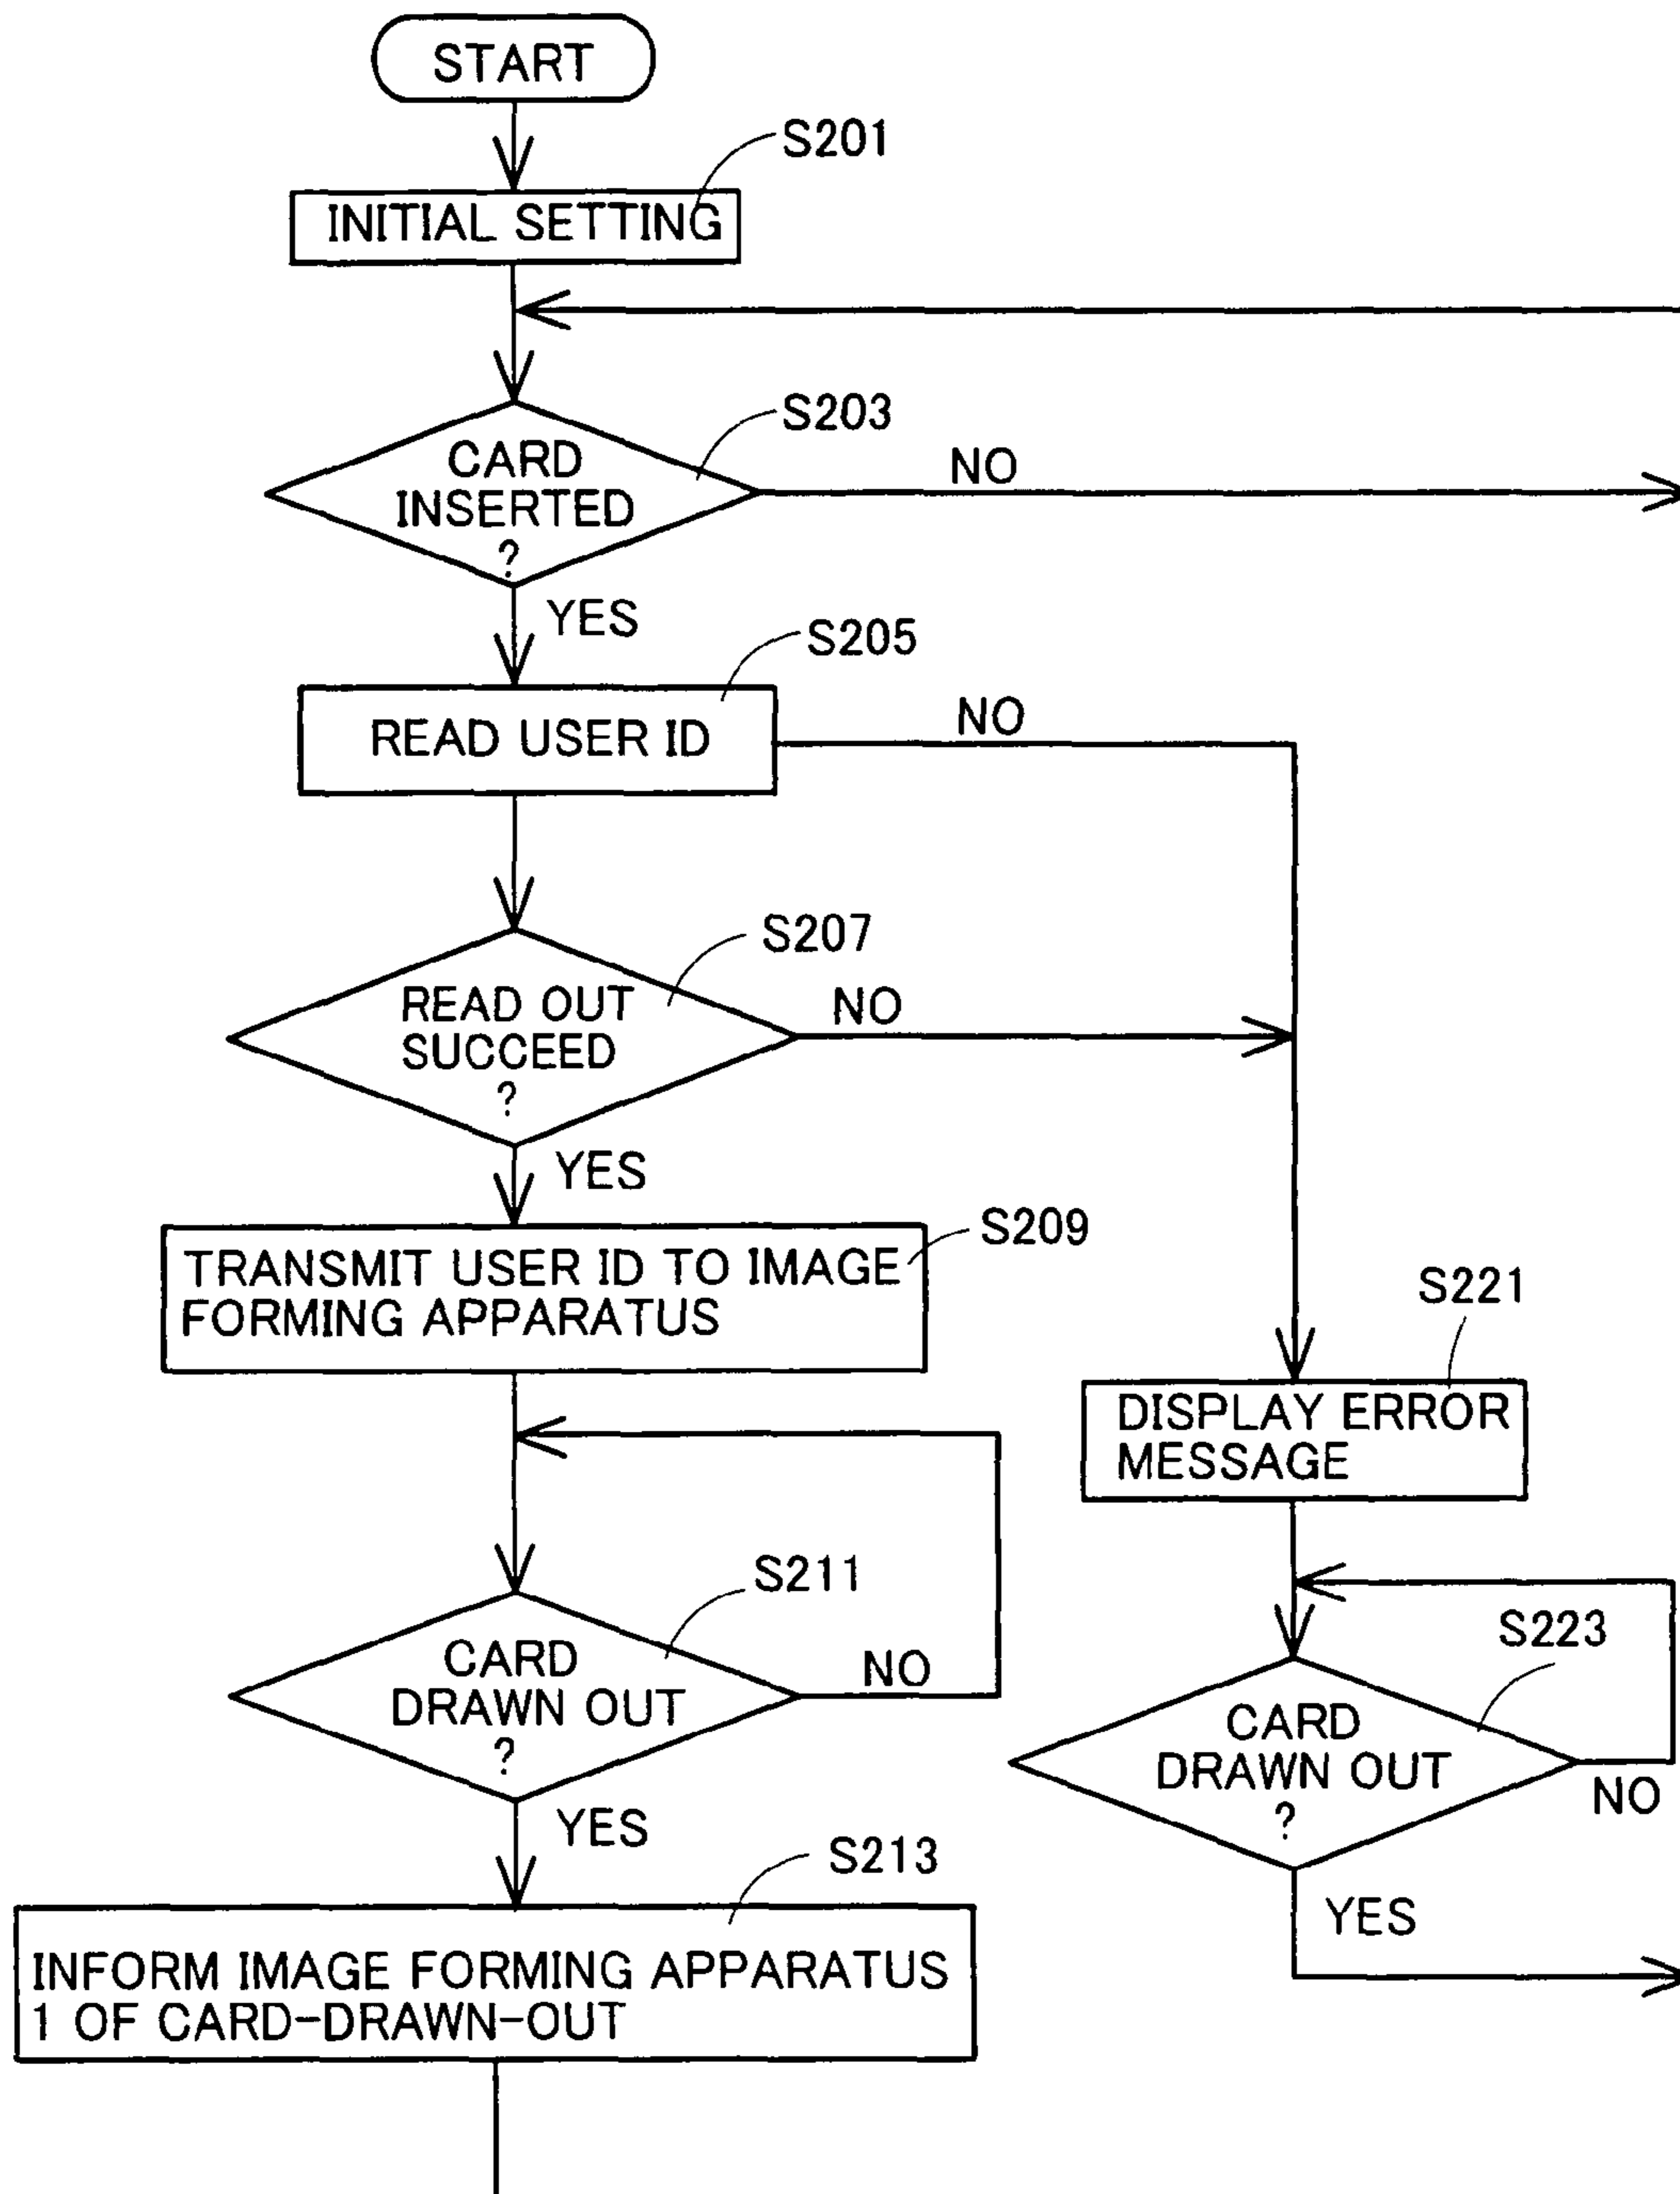 START
S201
INITIAL SETTING
S203
CARD
INSERTED
?
NO
YES
S205
READ USER ID
NO
S207
READ OUT
SUCCEED
?
NO
YES
S209
TRANSMIT USER ID TO IMAGE
FORMING APPARATUS
S221
DISPLAY ERROR
MESSAGE
S211
CARD
DRAWN OUT
?
NO
S223
CARD
DRAWN OUT
?
NO
YES
S213
YES
INFORM IMAGE FORMING APPARATUS
1 OF CARD-DRAWN-OUT